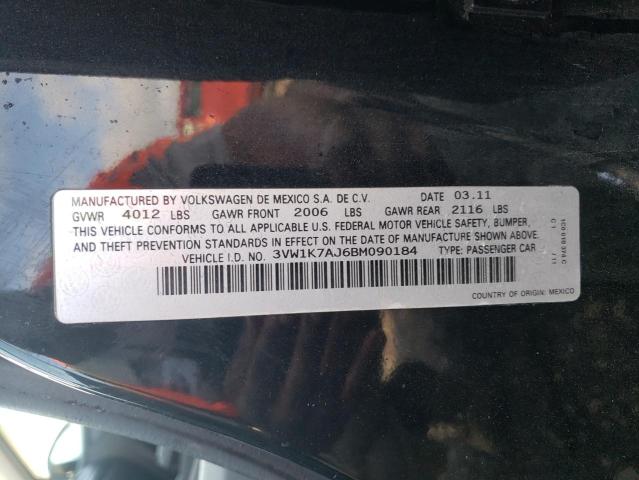 MANUFACTURED BY VOLKSWAGEN DE MEXICO S.A. DE C.V. DATE 03.11
GVWR 4012 LBS GAWR FRONT 2006 LBS GAWR REAR 2116 LBS
THIS VEHICLE CONFORMS TO ALL APPLICABLE U.S. FEDERAL MOTOR VEHICLE SAFETY, BUMPER,
AND THEFT PREVENTION STANDARDS IN EFFECT ON THE DATE OF MANUFACTURE SHOWN ABOVE.
VEHICLE I.D. NO. 3VW1K7AJ6BM090184 TYPE: PASSENGER CAR
COUNTRY OF ORIGIN: MEXICO
C1 /11